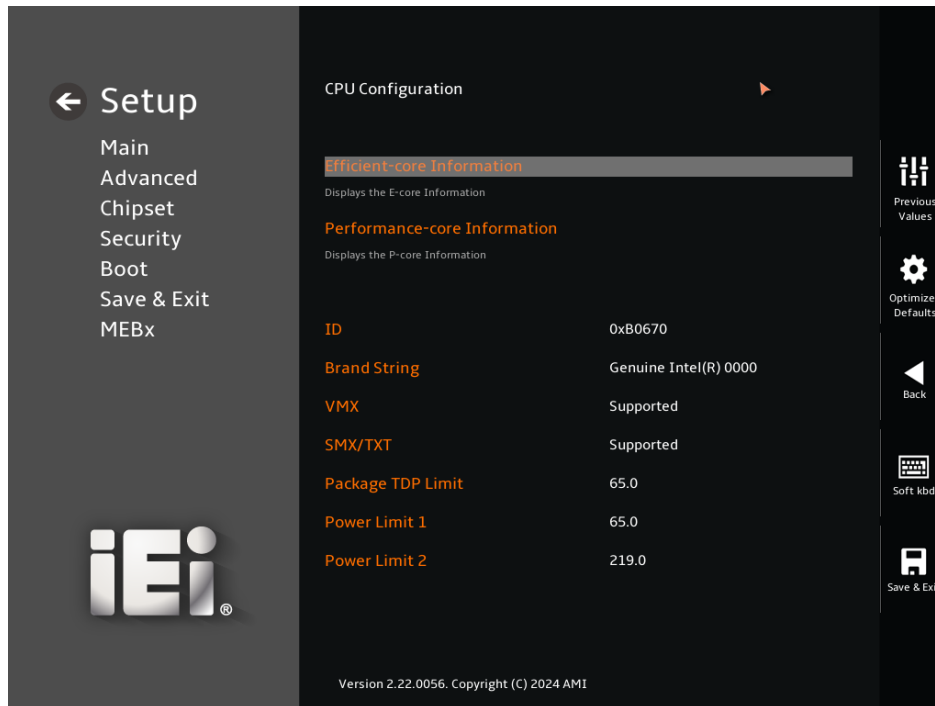 Setup
Main
Advanced
Chipset
Security
Boot
Save & Exit
MEBx
iEi®
CPU Configuration
Efficient-core Information
Displays the E-core Information
Performance-core Information
Displays the P-core Information
ID 0xB0670
Brand String Genuine Intel(R) 0000
VMX Supported
SMX/TXT Supported
Package TDP Limit 65.0
Power Limit 1 65.0
Power Limit 2 219.0
Version 2.22.0056. Copyright (C) 2024 AMI
Previous
Values
Optimize
Defaults
Back
Soft kbd
Save & Exi